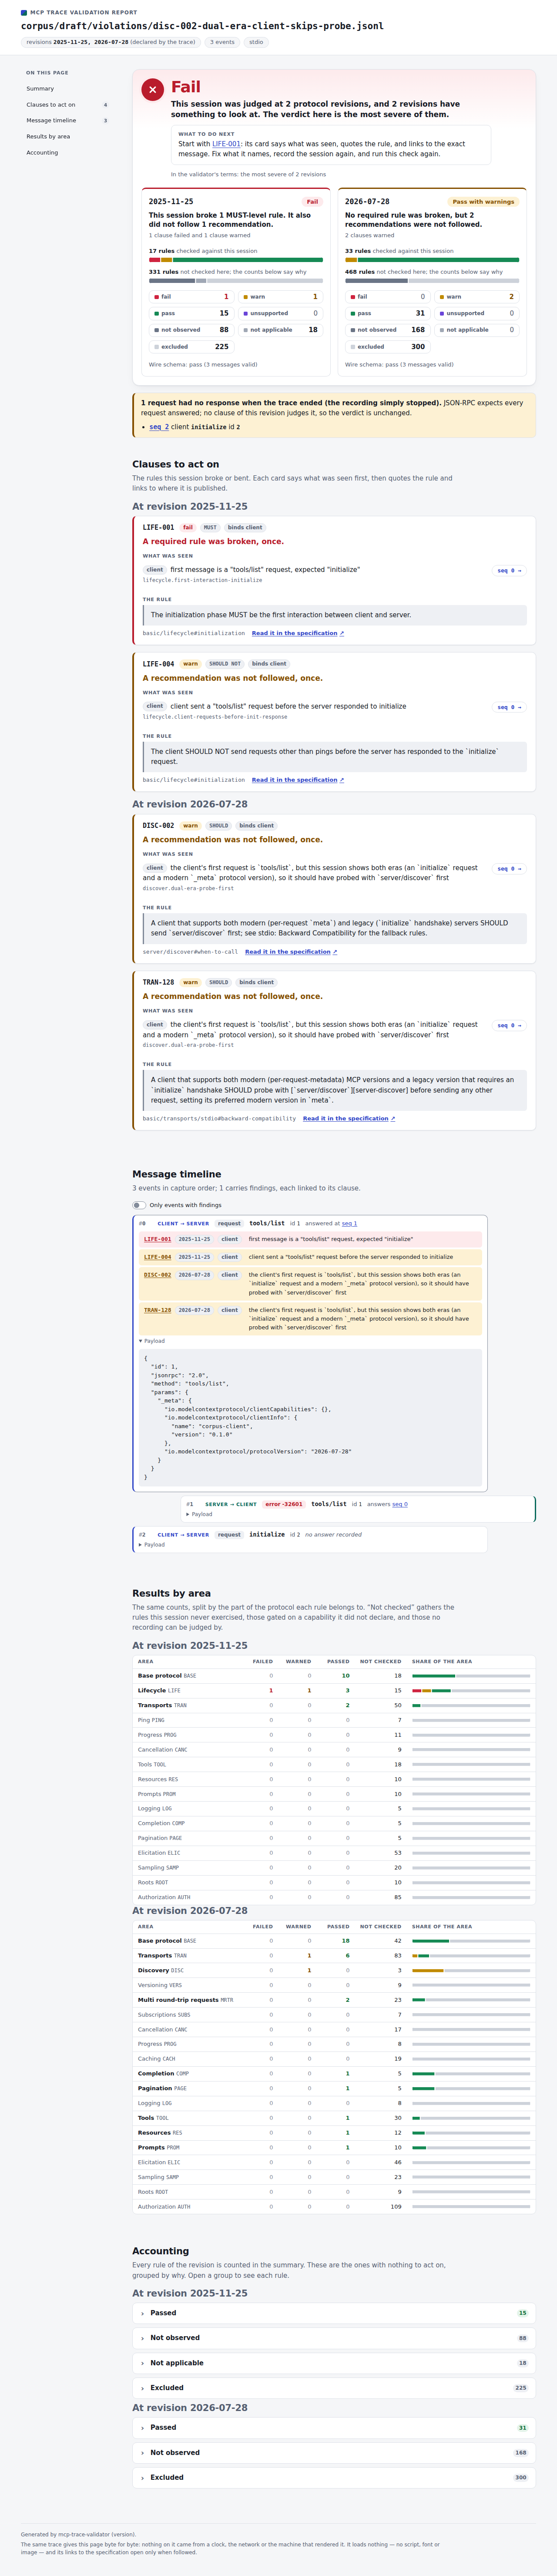 MCP TRACE VALIDATION REPORT
corpus/draft/violations/disc-002-dual-era-client-skips-probe.jsonl
revisions 2025-11-25, 2026-07-28 (declared by the trace) 3 events stdio
ON THIS PAGE
Summary
Clauses to act on 4
Message timeline 3
Results by area
Accounting
Fail
This session was judged at 2 protocol revisions, and 2 revisions have
something to look at. The verdict here is the most severe of them.
WHAT TO DO NEXT
Start with LIFE-001: its card says what was seen, quotes the rule, and links to the exact
message. Fix what it names, record the session again, and run this check again.
In the validator's terms: the most severe of 2 revisions
2025-11-25 Fail
This session broke 1 MUST-level rule. It also
did not follow 1 recommendation.
1 clause failed and 1 clause warned
17 rules checked against this session
331 rules not checked here; the counts below say why
fail 1 warn 1
pass 15 unsupported 0
not observed 88 not applicable 18
excluded 225
Wire schema: pass (3 messages valid)
2026-07-28 Pass with warnings
No required rule was broken, but 2
recommendations were not followed.
2 clauses warned
33 rules checked against this session
468 rules not checked here; the counts below say why
fail 0 warn 2
pass 31 unsupported 0
not observed 168 not applicable 0
excluded 300
Wire schema: pass (3 messages valid)
1 request had no response when the trace ended (the recording simply stopped). JSON-RPC expects every
request answered; no clause of this revision judges it, so the verdict is unchanged.
• seq 2 client initialize id 2
Clauses to act on
The rules this session broke or bent. Each card says what was seen first, then quotes the rule and
links to where it is published.
At revision 2025-11-25
LIFE-001 fail MUST binds client
A required rule was broken, once.
WHAT WAS SEEN
client first message is a "tools/list" request, expected "initialize" seq 0 →
lifecycle.first-interaction-initialize
THE RULE
The initialization phase MUST be the first interaction between client and server.
basic/lifecycle#initialization Read it in the specification ↗
LIFE-004 warn SHOULD NOT binds client
A recommendation was not followed, once.
WHAT WAS SEEN
client client sent a "tools/list" request before the server responded to initialize seq 0 →
lifecycle.client-requests-before-init-response
THE RULE
The client SHOULD NOT send requests other than pings before the server has responded to the `initialize`
request.
basic/lifecycle#initialization Read it in the specification ↗
At revision 2026-07-28
DISC-002 warn SHOULD binds client
A recommendation was not followed, once.
WHAT WAS SEEN
client the client's first request is `tools/list`, but this session shows both eras (an `initialize` request seq 0 →
and a modern `_meta` protocol version), so it should have probed with `server/discover` first
discover.dual-era-probe-first
THE RULE
A client that supports both modern (per-request `meta`) and legacy (`initialize` handshake) servers SHOULD
send `server/discover` first; see stdio: Backward Compatibility for the fallback rules.
server/discover#when-to-call Read it in the specification ↗
TRAN-128 warn SHOULD binds client
A recommendation was not followed, once.
WHAT WAS SEEN
client the client's first request is `tools/list`, but this session shows both eras (an `initialize` request seq 0 →
and a modern `_meta` protocol version), so it should have probed with `server/discover` first
discover.dual-era-probe-first
THE RULE
A client that supports both modern (per-request-metadata) MCP versions and a legacy version that requires an
`initialize` handshake SHOULD probe with [`server/discover`][server-discover] before sending any other
request, setting its preferred modern version in `meta`.
basic/transports/stdio#backward-compatibility Read it in the specification ↗
Message timeline
3 events in capture order; 1 carries findings, each linked to its clause.
Only events with findings
#0 CLIENT → SERVER request tools/list id 1 answered at seq 1
LIFE-001 2025-11-25 client first message is a "tools/list" request, expected "initialize"
LIFE-004 2025-11-25 client client sent a "tools/list" request before the server responded to initialize
DISC-002 2026-07-28 client the client's first request is `tools/list`, but this session shows both eras (an
`initialize` request and a modern `_meta` protocol version), so it should have
probed with `server/discover` first
TRAN-128 2026-07-28 client the client's first request is `tools/list`, but this session shows both eras (an
`initialize` request and a modern `_meta` protocol version), so it should have
probed with `server/discover` first
▼ Payload
{
"id": 1,
"jsonrpc": "2.0",
"method": "tools/list",
"params": {
"_meta": {
"io.modelcontextprotocol/clientCapabilities": {},
"io.modelcontextprotocol/clientInfo": {
"name": "corpus-client",
"version": "0.1.0"
},
"io.modelcontextprotocol/protocolVersion": "2026-07-28"
}
}
}
#1 SERVER → CLIENT error -32601 tools/list id 1 answers seq 0
▶ Payload
#2 CLIENT → SERVER request initialize id 2 no answer recorded
▶ Payload
Results by area
The same counts, split by the part of the protocol each rule belongs to. “Not checked” gathers the
rules this session never exercised, those gated on a capability it did not declare, and those no
recording can be judged by.
At revision 2025-11-25
AREA FAILED WARNED PASSED NOT CHECKED SHARE OF THE AREA
Base protocol BASE 0 0 10 18
Lifecycle LIFE 1 1 3 15
Transports TRAN 0 0 2 50
Ping PING 0 0 0 7
Progress PROG 0 0 0 11
Cancellation CANC 0 0 0 9
Tools TOOL 0 0 0 18
Resources RES 0 0 0 10
Prompts PROM 0 0 0 10
Logging LOG 0 0 0 5
Completion COMP 0 0 0 5
Pagination PAGE 0 0 0 5
Elicitation ELIC 0 0 0 53
Sampling SAMP 0 0 0 20
Roots ROOT 0 0 0 10
Authorization AUTH 0 0 0 85
At revision 2026-07-28
AREA FAILED WARNED PASSED NOT CHECKED SHARE OF THE AREA
Base protocol BASE 0 0 18 42
Transports TRAN 0 1 6 83
Discovery DISC 0 1 0 3
Versioning VERS 0 0 0 9
Multi round-trip requests MRTR 0 0 2 23
Subscriptions SUBS 0 0 0 7
Cancellation CANC 0 0 0 17
Progress PROG 0 0 0 8
Caching CACH 0 0 0 19
Completion COMP 0 0 1 5
Pagination PAGE 0 0 1 5
Logging LOG 0 0 0 8
Tools TOOL 0 0 1 30
Resources RES 0 0 1 12
Prompts PROM 0 0 1 10
Elicitation ELIC 0 0 0 46
Sampling SAMP 0 0 0 23
Roots ROOT 0 0 0 9
Authorization AUTH 0 0 0 109
Accounting
Every rule of the revision is counted in the summary. These are the ones with nothing to act on,
grouped by why. Open a group to see each rule.
At revision 2025-11-25
› Passed 15
› Not observed 88
› Not applicable 18
› Excluded 225
At revision 2026-07-28
› Passed 31
› Not observed 168
› Excluded 300
Generated by mcp-trace-validator (version).
The same trace gives this page byte for byte: nothing on it came from a clock, the network or the machine that rendered it. It loads nothing — no script, font or
image — and its links to the specification open only when followed.